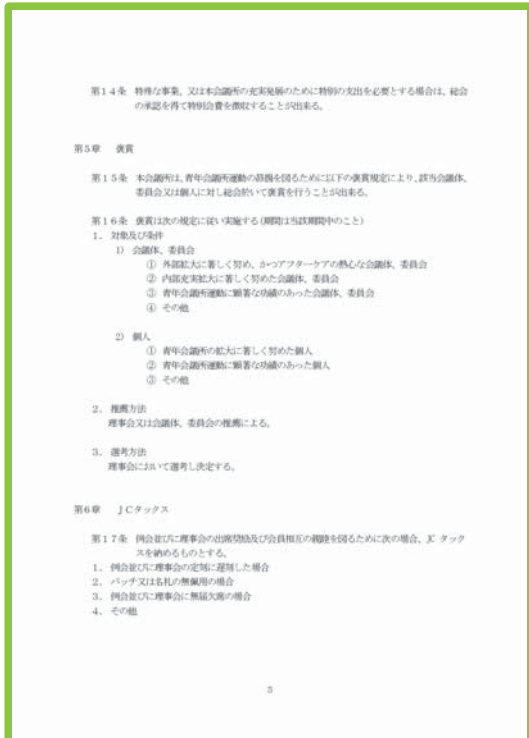 第14条 特殊な事業、又は本会議所の充実発展のために特別の支出を必要とする場合は、総会
の承認を得て特別会費を徴収することが出来る。
第5章 褒賞
第15条 本会議所は、青年会議所運動の鼓舞を図るために以下の褒賞規定により、該当会議体、
委員会又は個人に対し総会於いて褒賞を行うことが出来る。
第16条 褒賞は次の規定に従い実施する(期間は当該期間中のこと)
1. 対象及び条件
1) 会議体、委員会
① 外部拡大に著しく努め、かつアフターケアの熱心な会議体、委員会
② 内部充実拡大に著しく努めた会議体、委員会
③ 青年会議所運動に顕著な功績のあった会議体、委員会
④ その他
2) 個人
① 青年会議所の拡大に著しく努めた個人
② 青年会議所運動に顕著な功績のあった個人
③ その他
2. 推薦方法
理事会又は会議体、委員会の推薦による。
3. 選考方法
理事会において選考し決定する。
第6章 JCタックス
第17条 例会並びに理事会の出席奨励及び会員相互の親睦を図るために次の場合、JC タック
スを納めるものとする。
1. 例会並びに理事会の定刻に遅刻した場合
2. バッチ又は名札の無佩用の場合
3. 例会並びに理事会に無届欠席の場合
4. その他
3